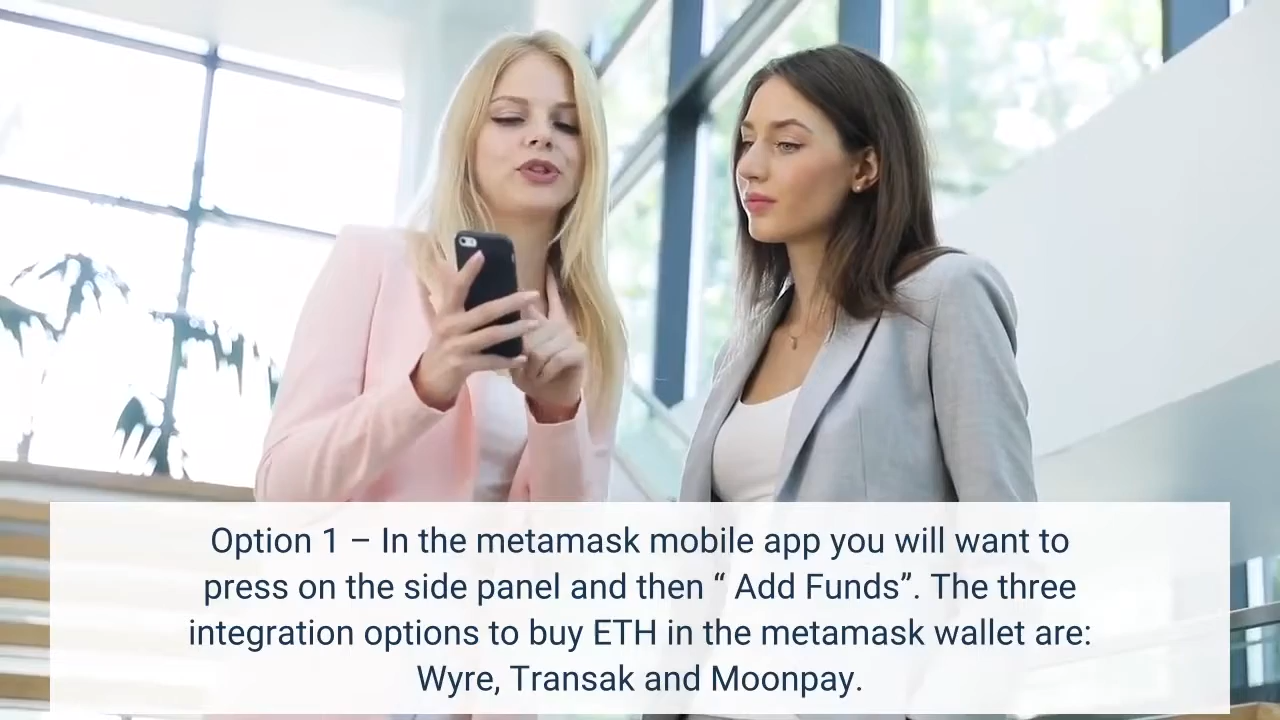 Option 1 – In the metamask mobile app you will want to
press on the side panel and then “ Add Funds”. The three
integration options to buy ETH in the metamask wallet are:
Wyre, Transak and Moonpay.